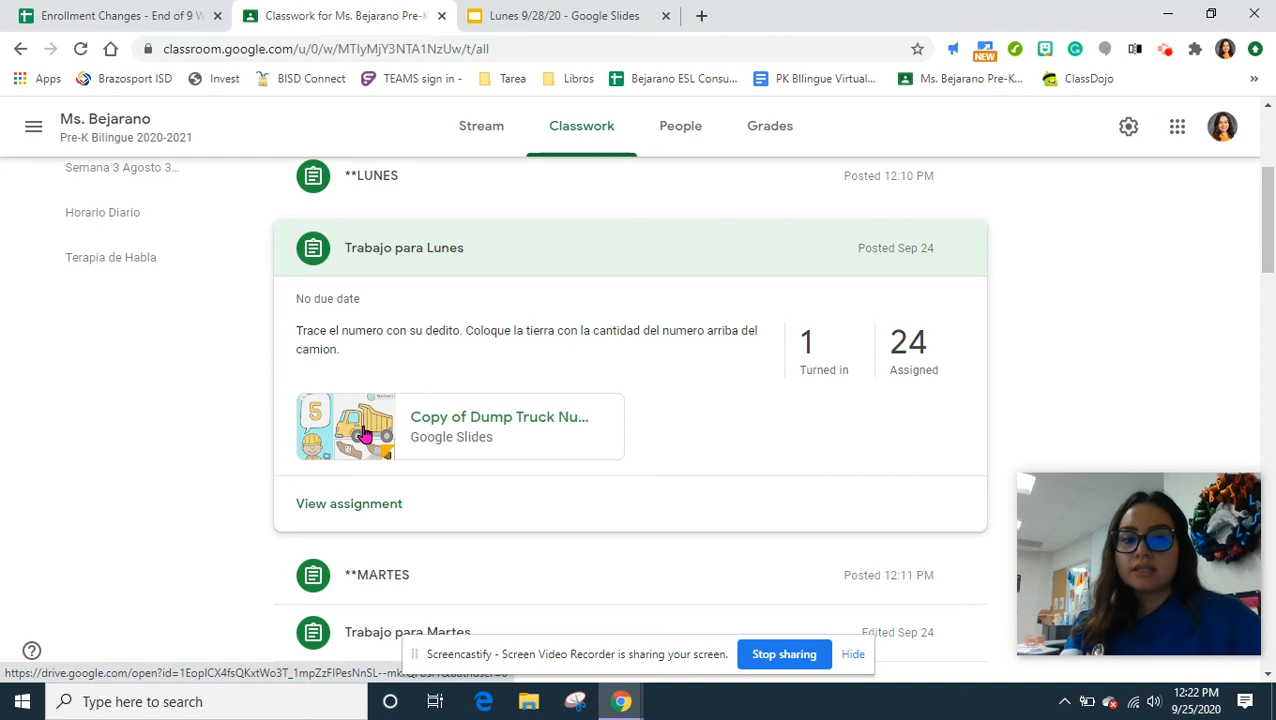 Enrollment Changes - End of 9 W
Classwork for Ms. Bejarano Pre-K
Lunes 9/28/20 - Google Slides
classroom.google.com/u/0/w/MTIyMjY3NTA1NzUw/t/all
NEW
Apps
Brazosport ISD
Invest
BISD Connect
TEAMS sign in -
Tarea
Libros
Bejarano ESL Consu...
PK BIlingue Virtual...
Ms. Bejarano Pre-K...
ClassDojo
»
Ms. Bejarano
Pre-K Bilingue 2020-2021
Stream
Classwork
People
Grades
Semana 3 Agosto 3...
Horario Diario
Terapia de Habla
**LUNES
Posted 12:10 PM
Trabajo para Lunes
Posted Sep 24
No due date
Trace el numero con su dedito. Coloque la tierra con la cantidad del numero arriba del
camion.
1
Turned in
24
Assigned
5
Copy of Dump Truck Nu...
Google Slides
View assignment
**MARTES
Posted 12:11 PM
Trabajo para Martes
Edited Sep 24
Screencastify - Screen Video Recorder is sharing your screen.
Stop sharing
Hide
Type here to search
12:22 PM
9/25/2020